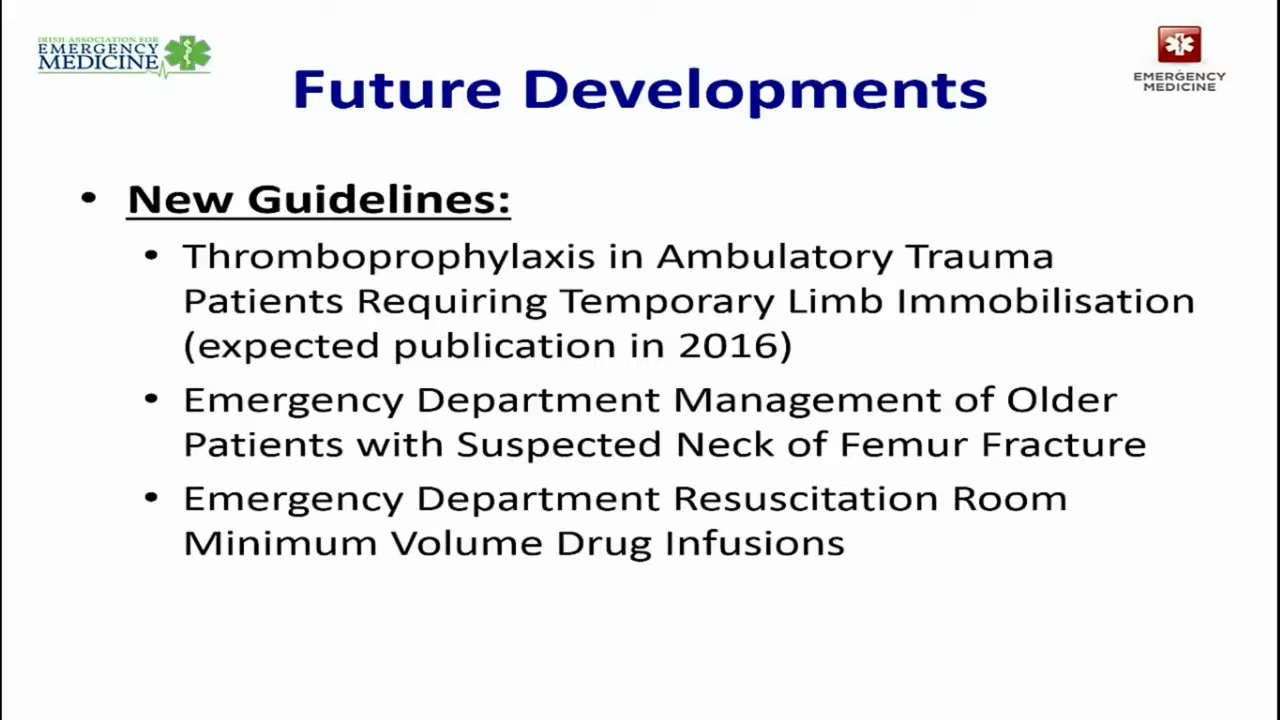 IRISH ASSOCIATION FOR
EMERGENCY
MEDICINE
EMERGENCY
MEDICINE
Future Developments
• New Guidelines:
• Thromboprophylaxis in Ambulatory Trauma
Patients Requiring Temporary Limb Immobilisation
(expected publication in 2016)
• Emergency Department Management of Older
Patients with Suspected Neck of Femur Fracture
• Emergency Department Resuscitation Room
Minimum Volume Drug Infusions